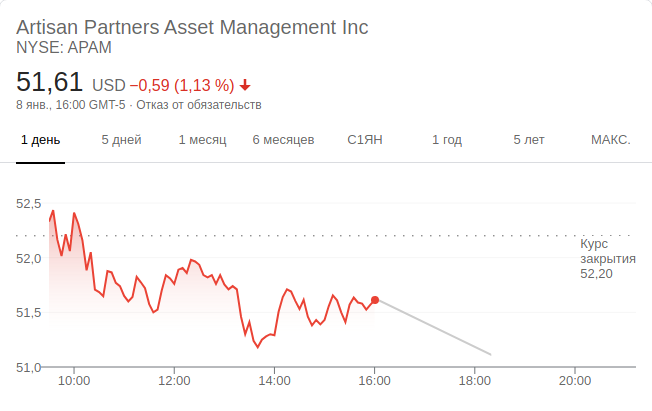 Artisan Partners Asset Management Inc
NYSE: APAM
51,61 USD −0,59 (1,13 %)
8 янв., 16:00 GMT-5 · Отказ от обязательств
1 день 5 дней 1 месяц 6 месяцев С1ЯН 1 год 5 лет МАКС.
52,5
Курс
закрытия
52,0
52,20
51,5
51,0
10:00 12:00 14:00 16:00 18:00 20:00